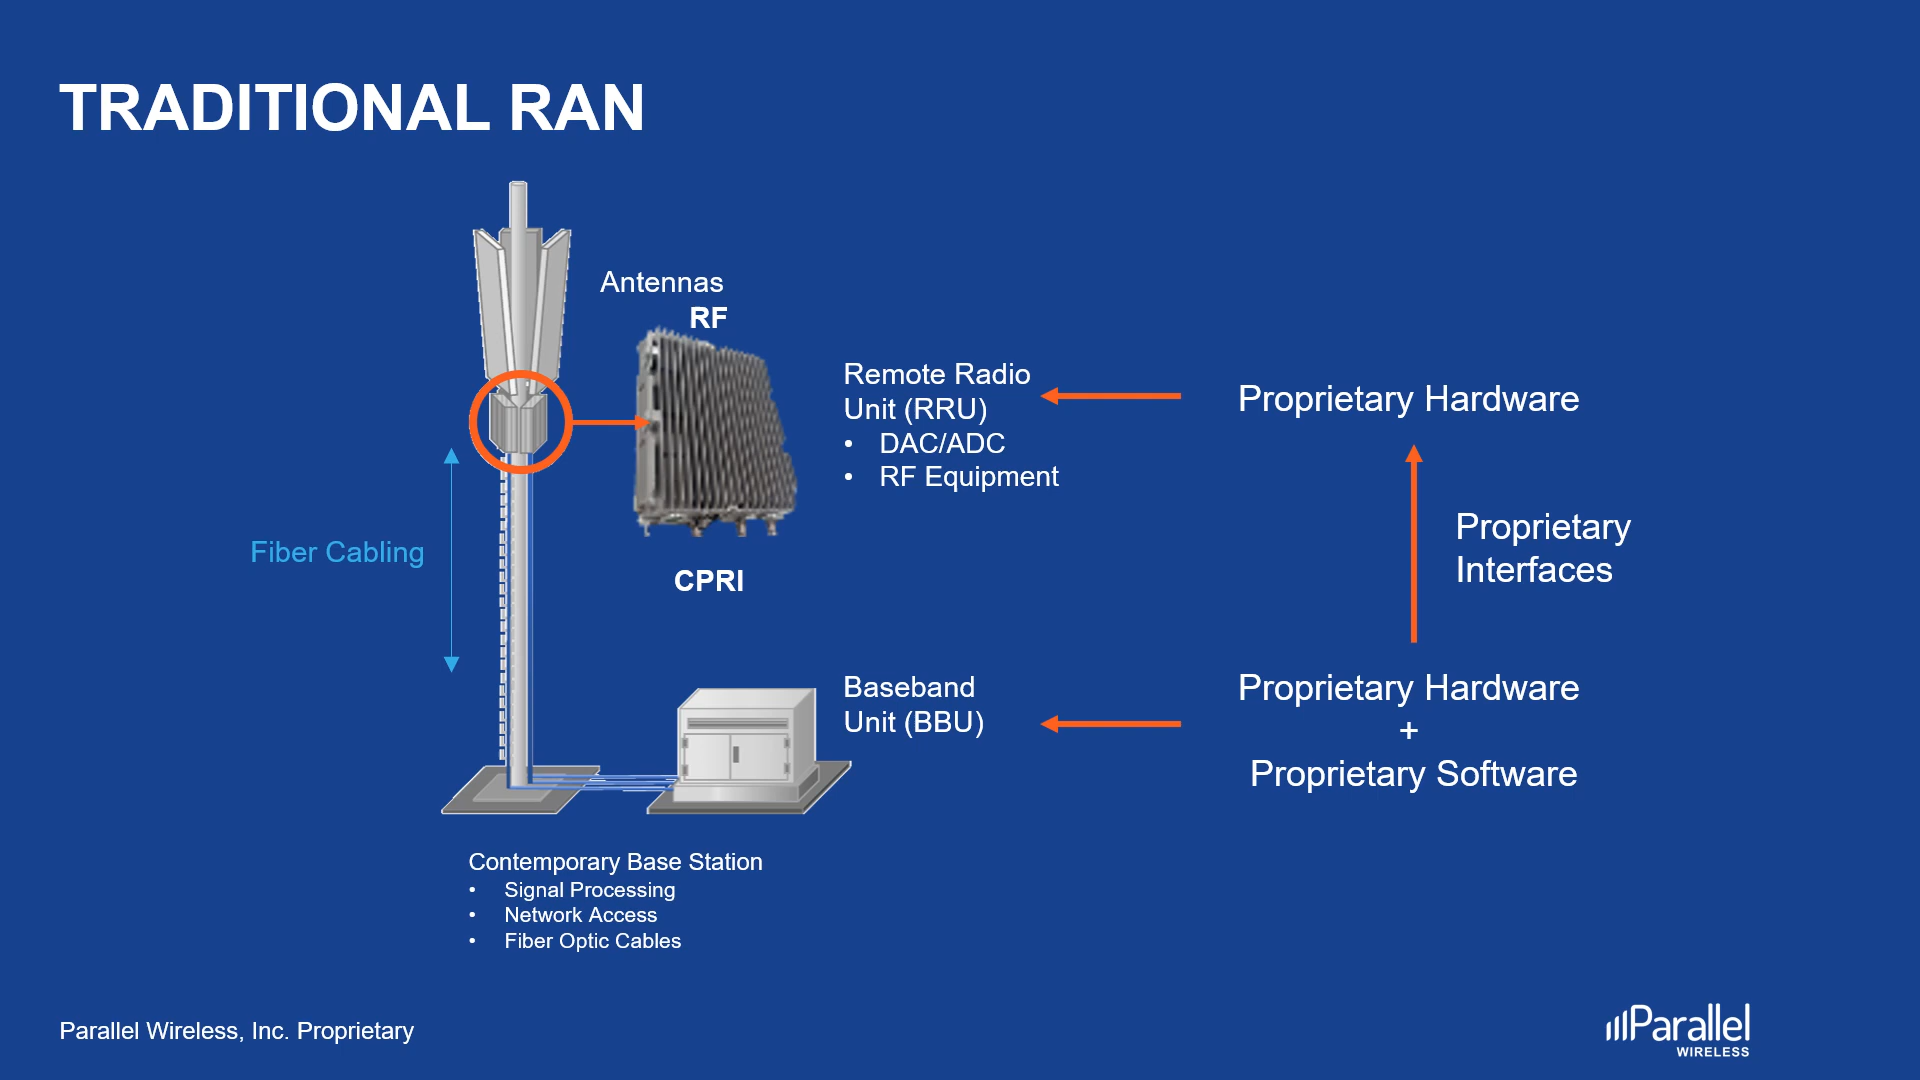 TRADITIONAL RAN
Antennas
RF
Remote Radio
Unit (RRU)
• DAC/ADC
• RF Equipment
Proprietary Hardware
Proprietary
Interfaces
Fiber Cabling
CPRI
Baseband
Unit (BBU)
Proprietary Hardware
+
Proprietary Software
Contemporary Base Station
• Signal Processing
• Network Access
• Fiber Optic Cables
Parallel Wireless, Inc. Proprietary
Parallel
WIRELESS